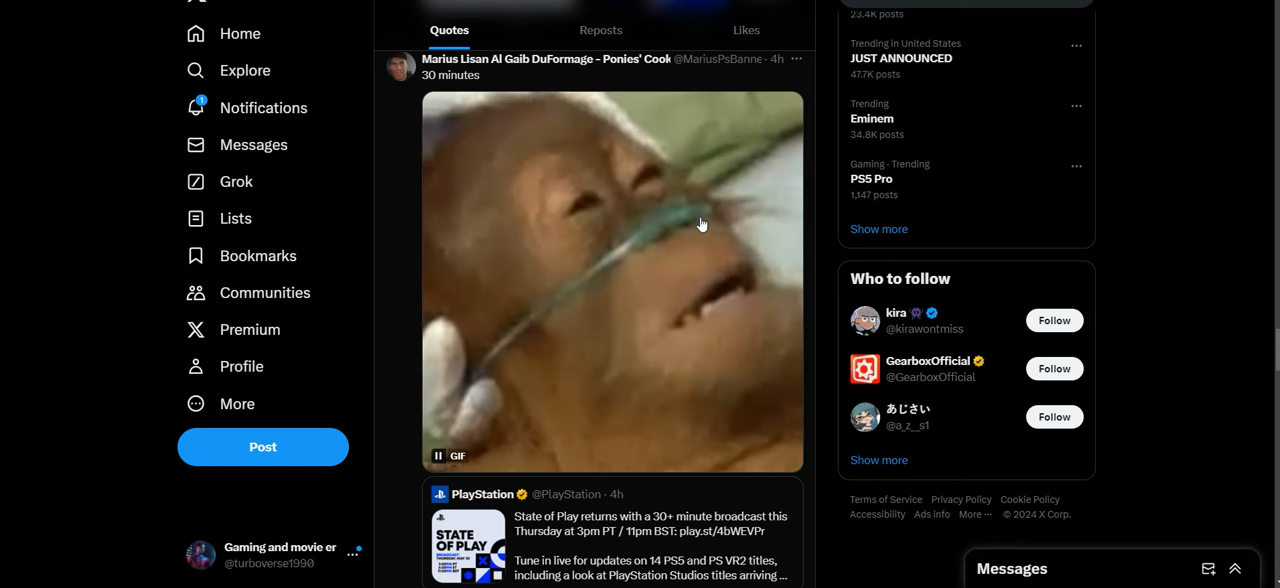 Home
Explore
1
Notifications
Messages
Grok
Lists
Bookmarks
Communities
Premium
Profile
More
Post
Gaming and movie er
@turboverse1990
Quotes
Reposts
Likes
Marius Lisan Al Gaib DuFormage - Ponies' Cook @MariusPsBanne · 4h
30 minutes
GIF
PlayStation @PlayStation · 4h
STATE
OF PLAY
State of Play returns with a 30+ minute broadcast this
Thursday at 3pm PT / 11pm BST: play.st/4bWEVPr
Tune in live for updates on 14 PS5 and PS VR2 titles,
including a look at PlayStation Studios titles arriving ...
23.4K posts
Trending in United States
JUST ANNOUNCED
47.7K posts
Trending
Eminem
34.8K posts
Gaming · Trending
PS5 Pro
1,147 posts
Show more
Who to follow
kira
@kirawontmiss
Follow
GearboxOfficial
@GearboxOfficial
Follow
あじさい
@a_z__s1
Follow
Show more
Terms of Service Privacy Policy Cookie Policy
Accessibility Ads info More ··· © 2024 X Corp.
Messages